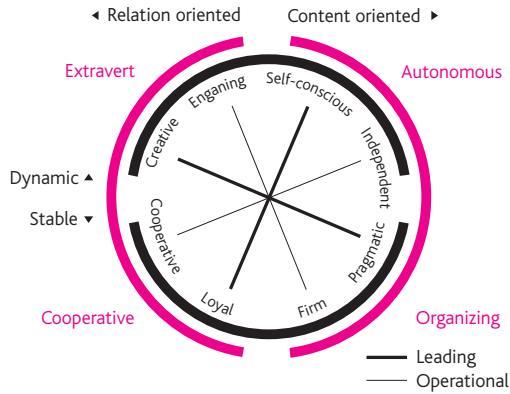 ◂ Relation oriented
Content oriented ▸
Extravert
Autonomous
Enganing
Self-conscious
Creative
Independent
Dynamic ▴
Stable ▾
Cooperative
Pragmatic
Loyal
Firm
Cooperative
Organizing
Leading
Operational